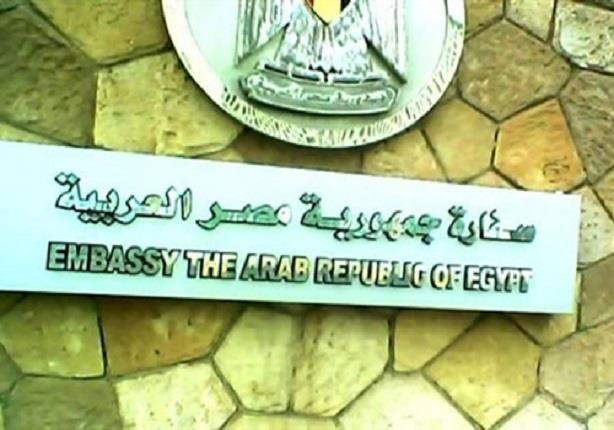 سفارة جمهورية مصر العربية
EMBASSY THE ARAB REPUBLIC OF EGYPT